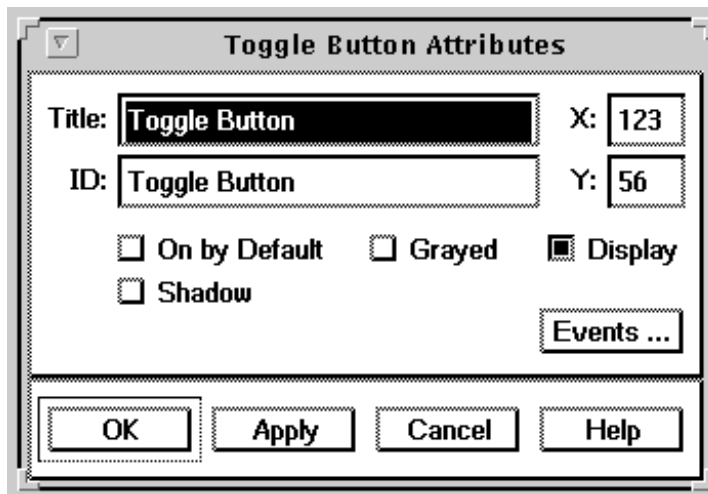 Toggle Button Attributes
Title: Toggle Button X: 123
ID: Toggle Button Y: 56
On by Default Grayed Display
Shadow
Events ...
OK Apply Cancel Help